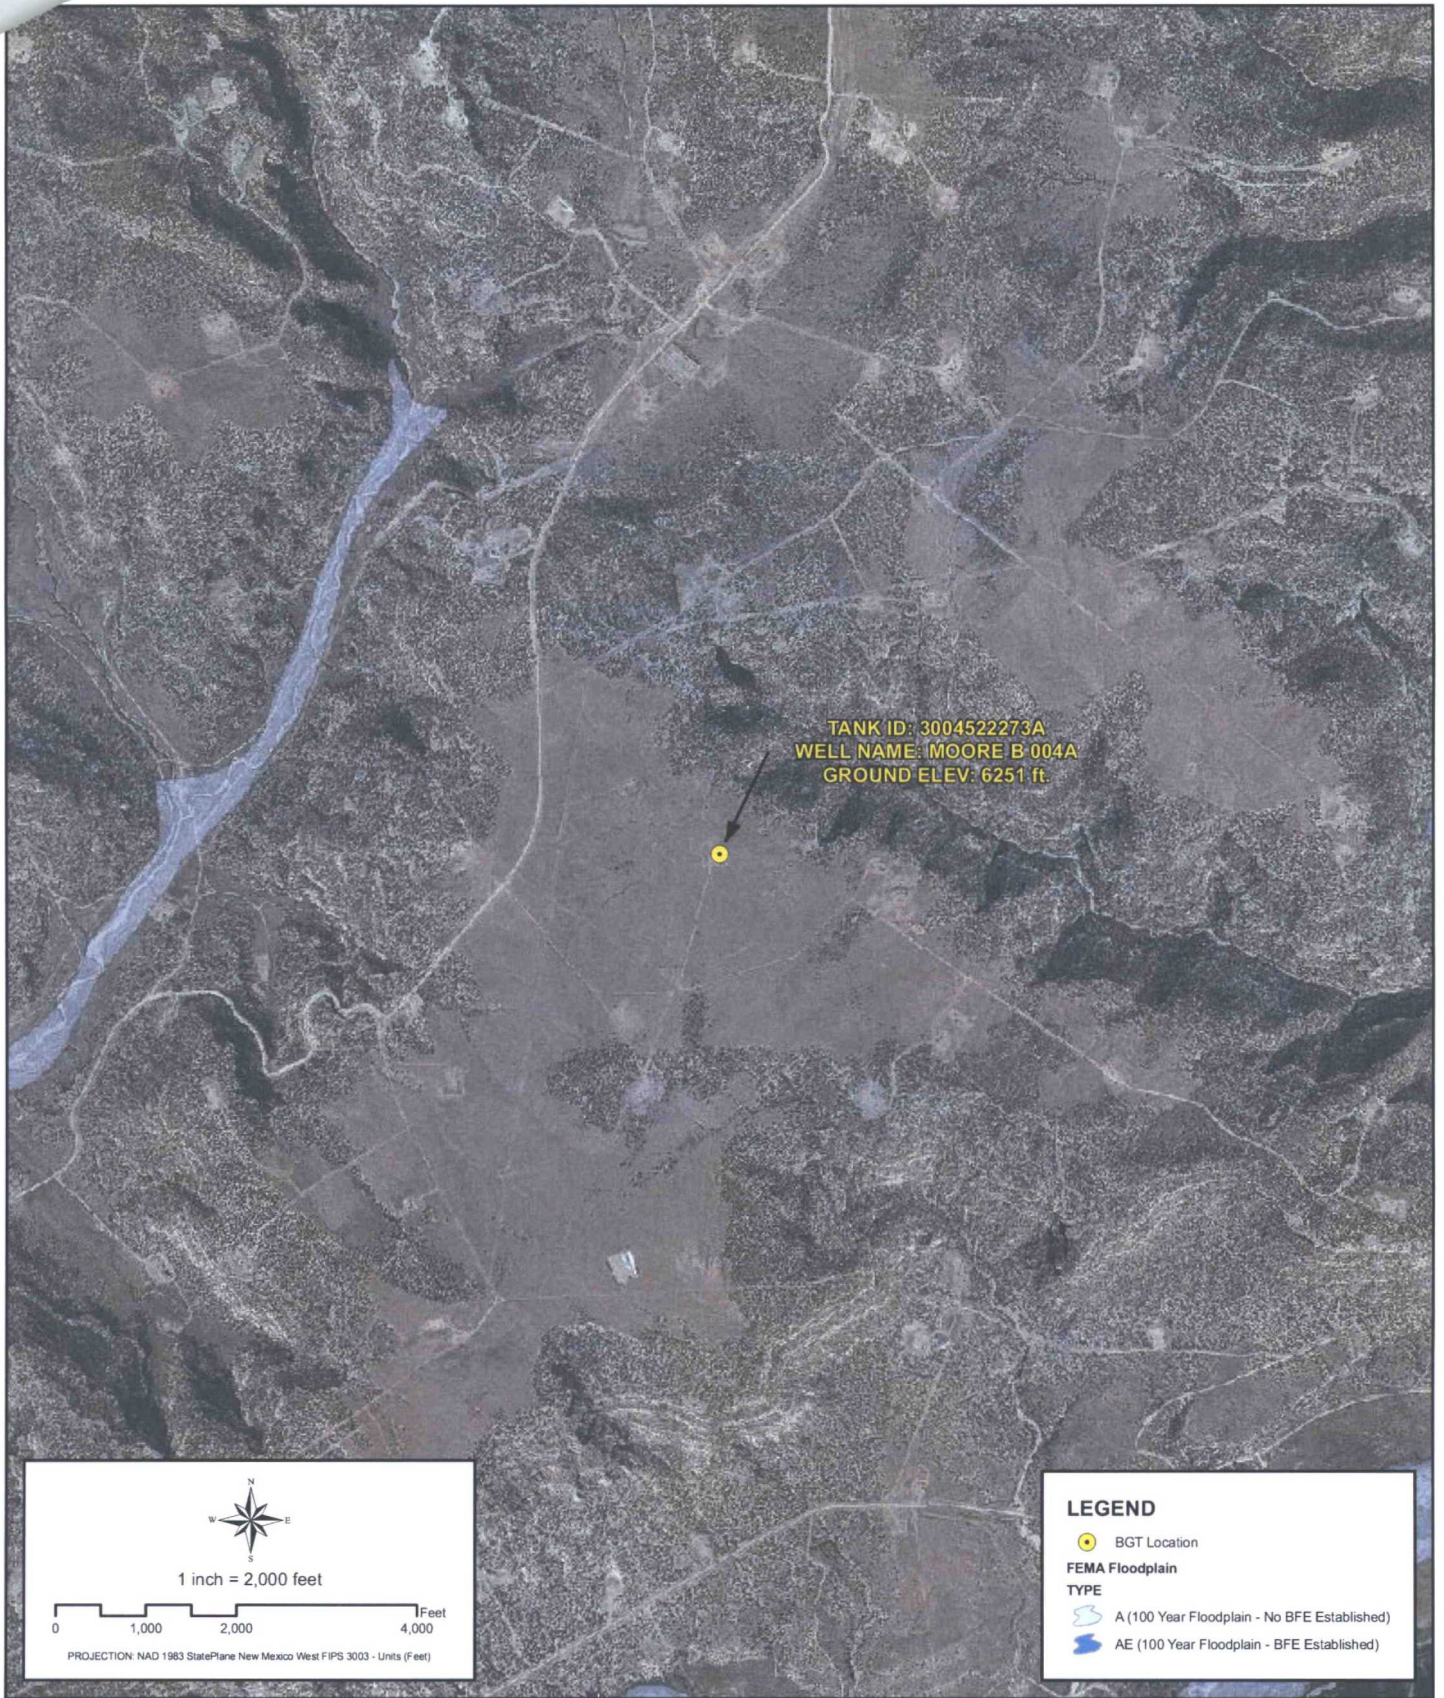 TANK ID: 3004522273A
WELL NAME: MOORE B 004A
GROUND ELEV: 6251 ft.
N
W E
S
1 inch = 2,000 feet
Feet
0 1,000 2,000 4,000
PROJECTION: NAD 1983 StatePlane New Mexico West FIPS 3003 - Units (Feet)
LEGEND
BGT Location
FEMA Floodplain
TYPE
A (100 Year Floodplain - No BFE Established)
AE (100 Year Floodplain - BFE Established)